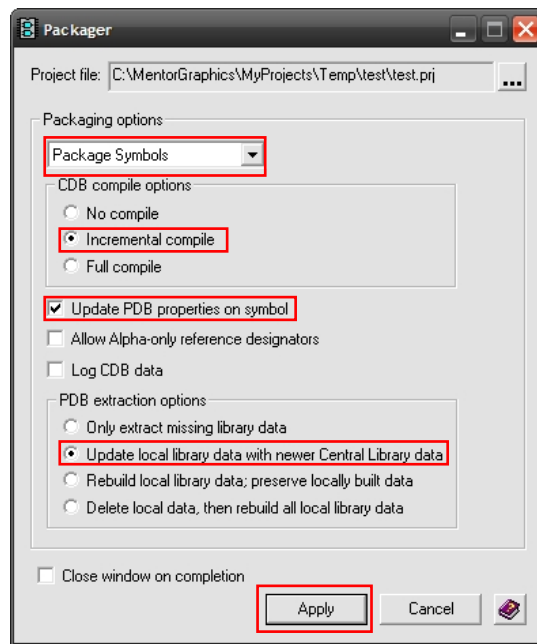 Packager
Project file: C:\MentorGraphics\MyProjects\Temp\test\test.prj ...
Packaging options
Package Symbols
CDB compile options
No compile
Incremental compile
Full compile
Update PDB properties on symbol
Allow Alpha-only reference designators
Log CDB data
PDB extraction options
Only extract missing library data
Update local library data with newer Central Library data
Rebuild local library data; preserve locally built data
Delete local data, then rebuild all local library data
Close window on completion
Apply Cancel